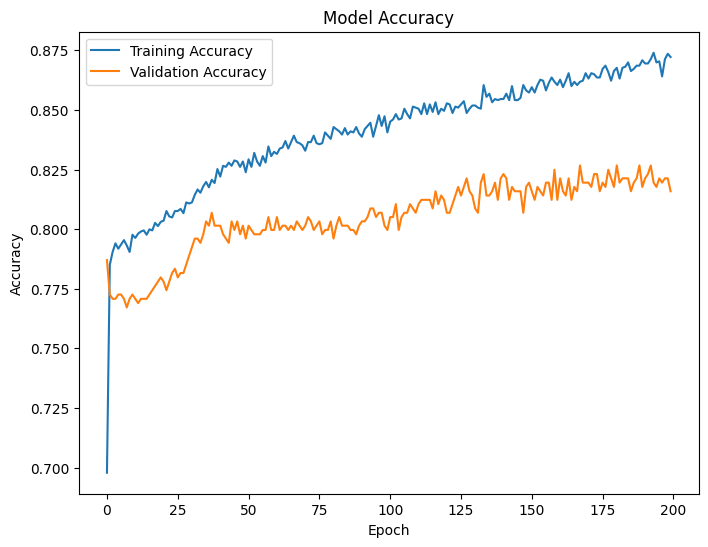 Model Accuracy
Training Accuracy
Validation Accuracy
0.875
0.850
0.825
0.800
0.775
0.750
0.725
0.700
Accuracy
0 25 50 75 100 125 150 175 200
Epoch